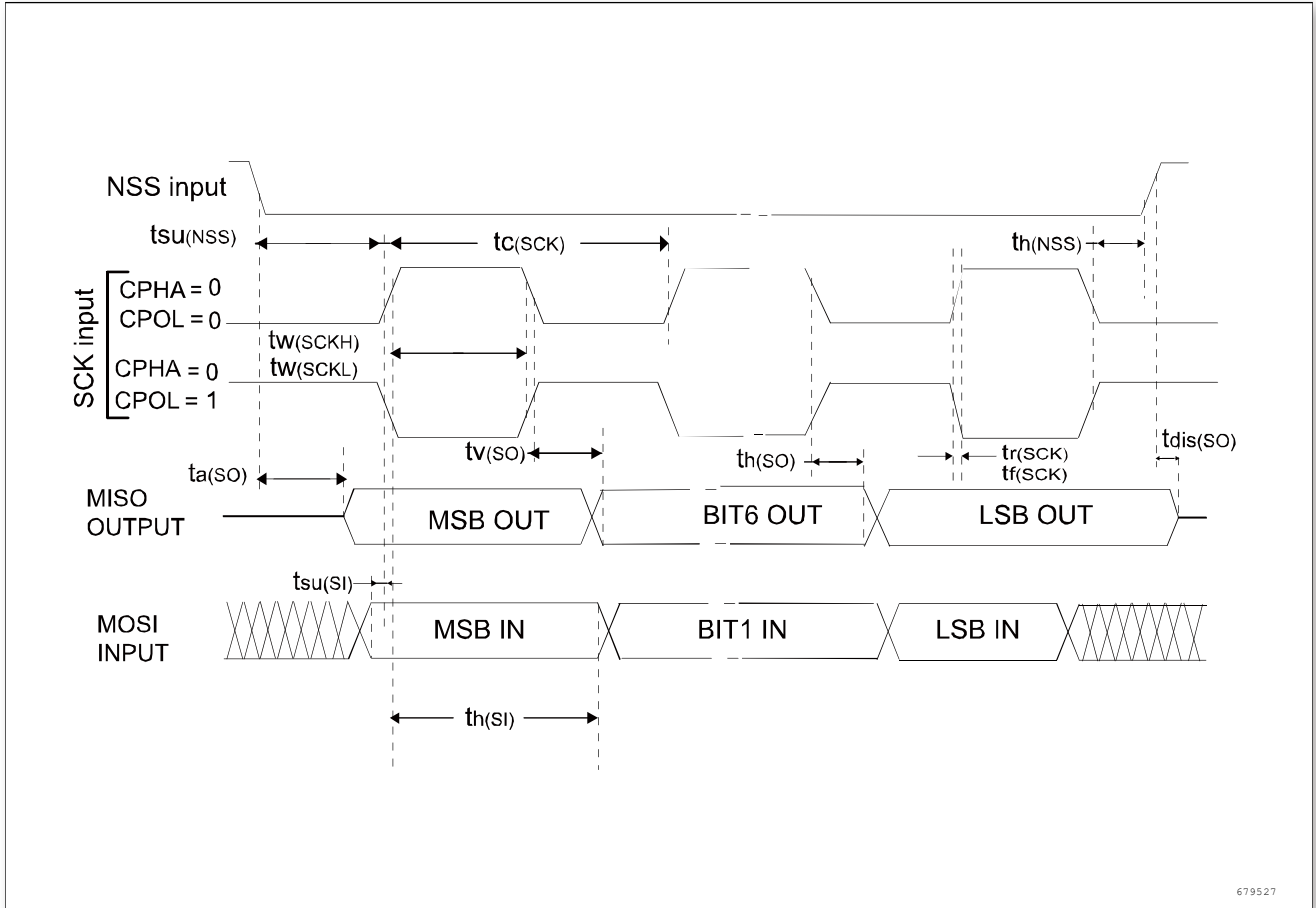 NSS input
tsu(NSS)
tc(SCK)
th(NSS)
SCK input
CPHA = 0
CPOL = 0
tw(SCKH)
tw(SCKL)
CPHA = 0
CPOL = 1
tv(SO)
th(SO)
tr(SCK)
tf(SCK)
tdis(SO)
ta(SO)
MISO
OUTPUT
MSB OUT
BIT6 OUT
LSB OUT
tsu(SI)
MOSI
INPUT
MSB IN
BIT1 IN
LSB IN
th(SI)
679527